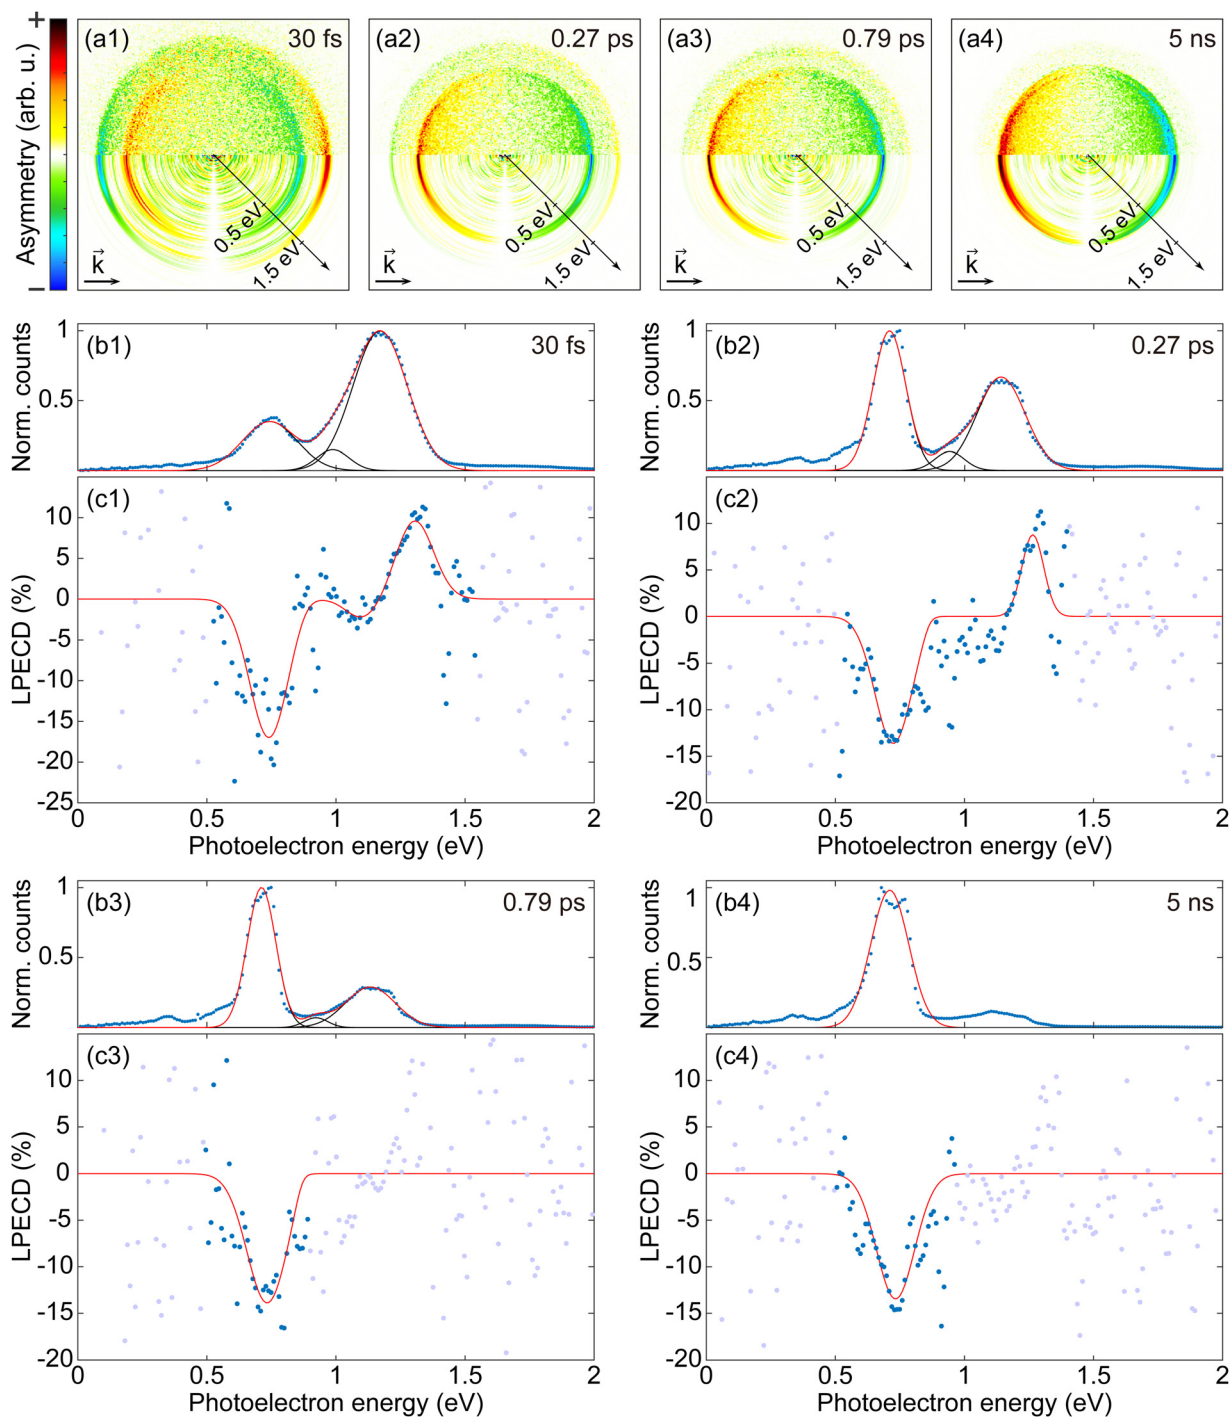 +
Asymmetry (arb. u.)
−
(a1) 30 fs
0.5 eV
1.5 eV
k
(a2) 0.27 ps
0.5 eV
1.5 eV
k
(a3) 0.79 ps
0.5 eV
1.5 eV
k
(a4) 5 ns
0.5 eV
1.5 eV
k
Norm. counts
1
0.5
(b1) 30 fs
Norm. counts
1
0.5
(b2) 0.27 ps
LPECD (%)
(c1)
10
5
0
-5
-10
-15
-20
-25
0 0.5 1 1.5 2
Photoelectron energy (eV)
LPECD (%)
(c2)
10
5
0
-5
-10
-15
-20
0 0.5 1 1.5 2
Photoelectron energy (eV)
Norm. counts
1
0.5
(b3) 0.79 ps
Norm. counts
1
0.5
(b4) 5 ns
LPECD (%)
(c3)
10
5
0
-5
-10
-15
-20
0 0.5 1 1.5 2
Photoelectron energy (eV)
LPECD (%)
(c4)
10
5
0
-5
-10
-15
-20
0 0.5 1 1.5 2
Photoelectron energy (eV)